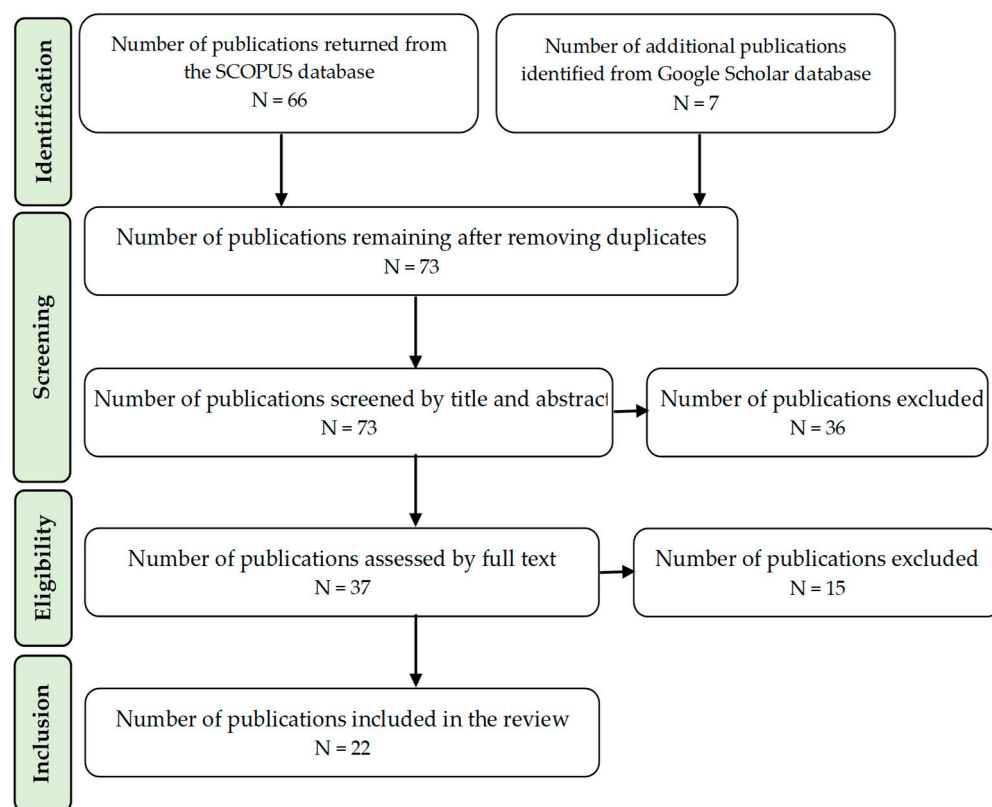 Identification
Number of publications returned from
the SCOPUS database
N = 66
Number of additional publications
identified from Google Scholar database
N = 7
Screening
Number of publications remaining after removing duplicates
N = 73
Number of publications screened by title and abstract
N = 73
Number of publications excluded
N = 36
Eligibility
Number of publications assessed by full text
N = 37
Number of publications excluded
N = 15
Inclusion
Number of publications included in the review
N = 22